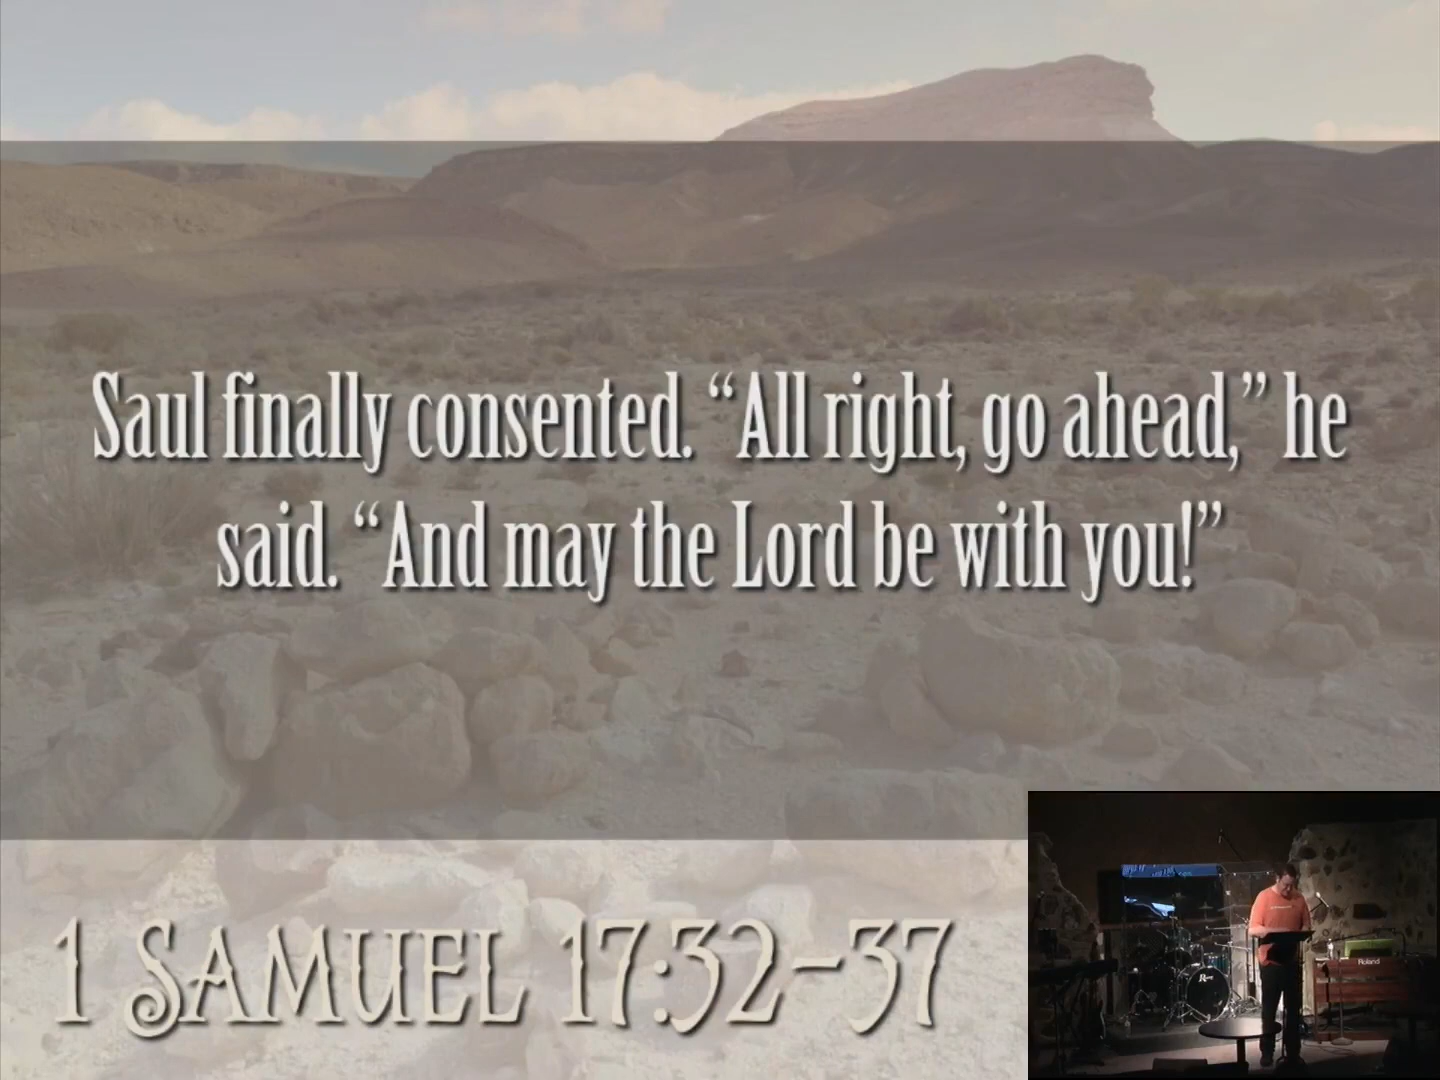 Saul finally consented. “All right, go ahead,” he
said. “And may the Lord be with you!”
1 SAMUEL 17:32-37
Roland